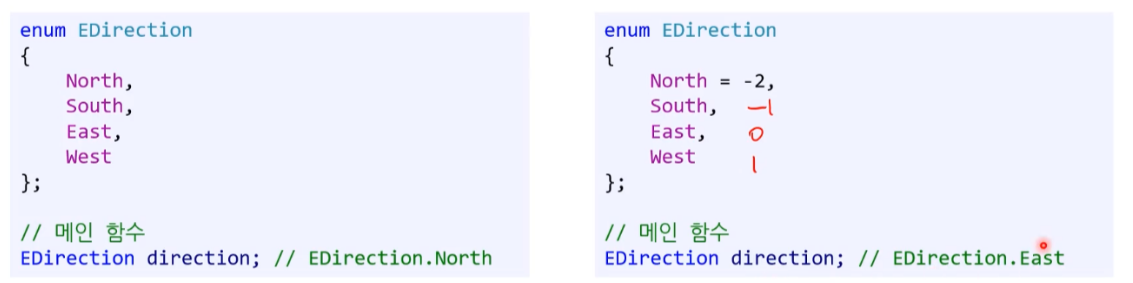 enum EDirection
{
North,
South,
East,
West
};
// 메인 함수
EDirection direction; // EDirection.North
enum EDirection
{
North = -2,
South, -1
East, 0
West 1
};
// 메인 함수
EDirection direction; // EDirection.East